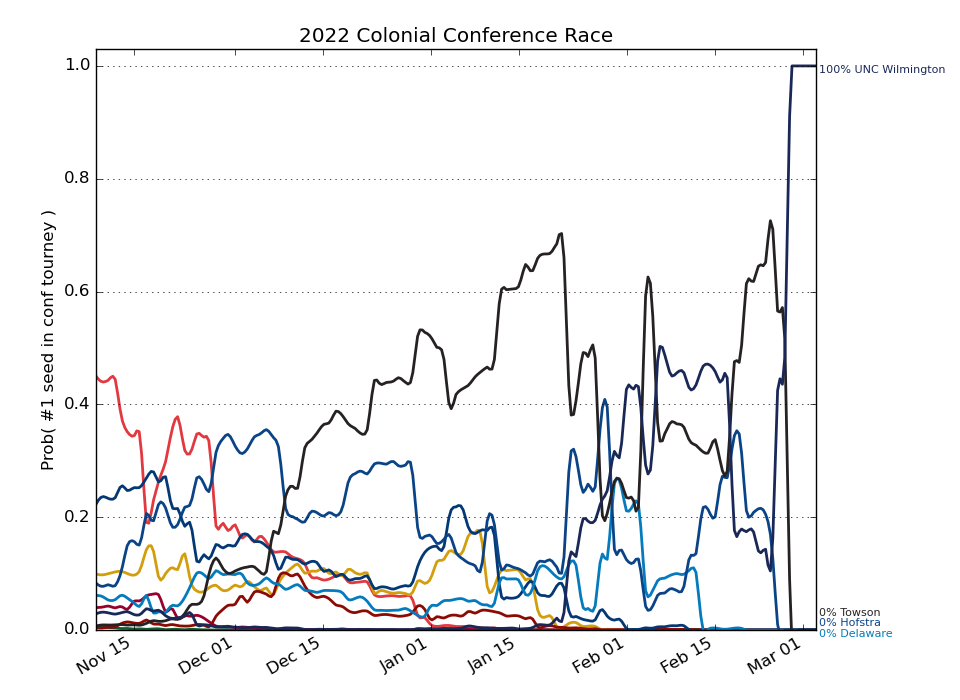 2022 Colonial Conference Race
Prob( #1 seed in conf tourney )
1.0
0.8
0.6
0.4
0.2
0.0
100% UNC Wilmington
0% Towson
0% Hofstra
0% Delaware
Nov 15
Dec 01
Dec 15
Jan 01
Jan 15
Feb 01
Feb 15
Mar 01